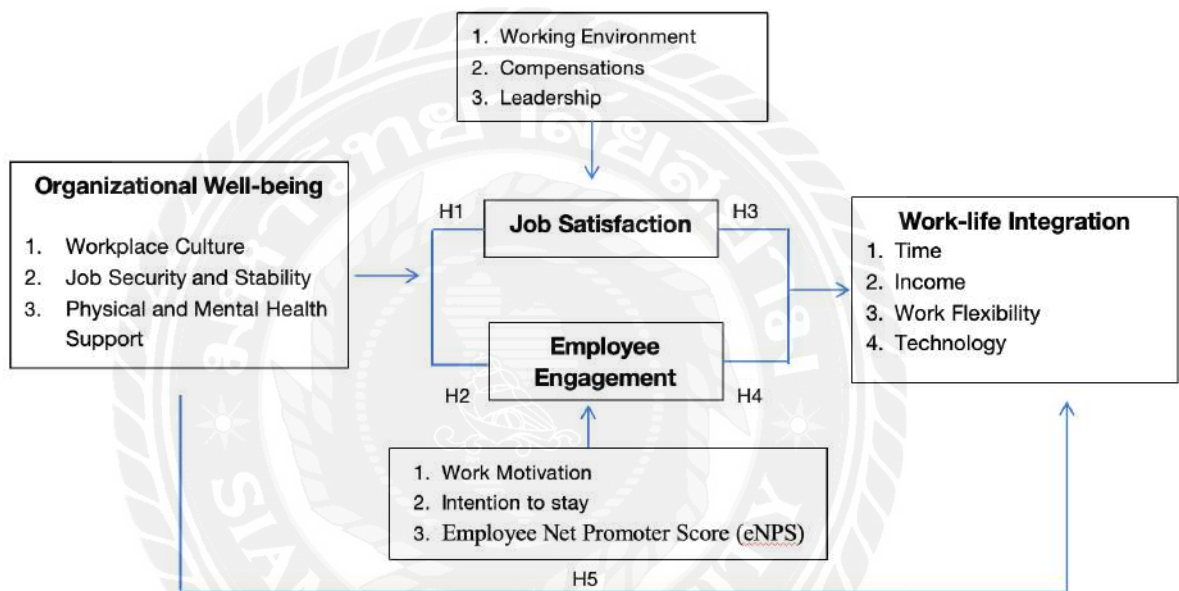 1. Working Environment
2. Compensations
3. Leadership
Organizational Well-being
1. Workplace Culture
2. Job Security and Stability
3. Physical and Mental Health
Support
H1
Job Satisfaction
H3
Work-life Integration
1. Time
2. Income
3. Work Flexibility
4. Technology
H2
Employee
Engagement
H4
1. Work Motivation
2. Intention to stay
3. Employee Net Promoter Score (eNPS)
H5